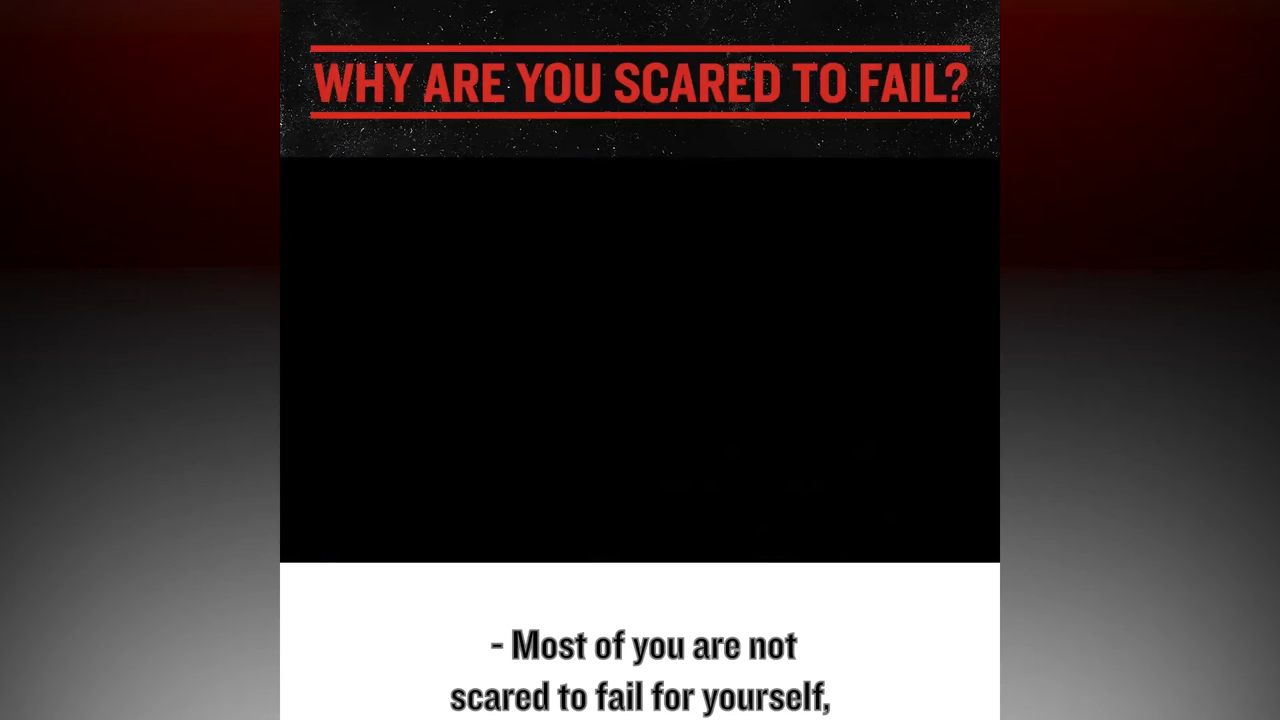 WHY ARE YOU SCARED TO FAIL?
- Most of you are not
scared to fail for yourself,